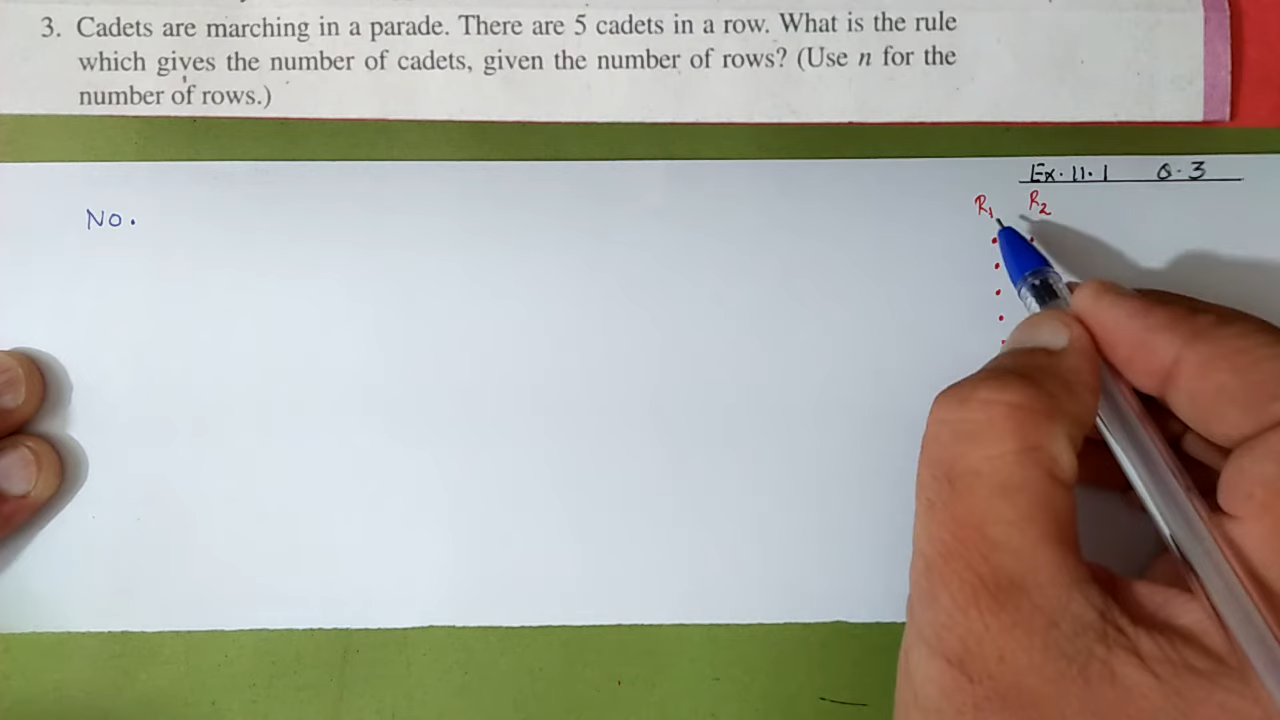 3. Cadets are marching in a parade. There are 5 cadets in a row. What is the rule
which gives the number of cadets, given the number of rows? (Use n for the
number of rows.)
Ex. 11.1 Q.3
No.
R1 R2